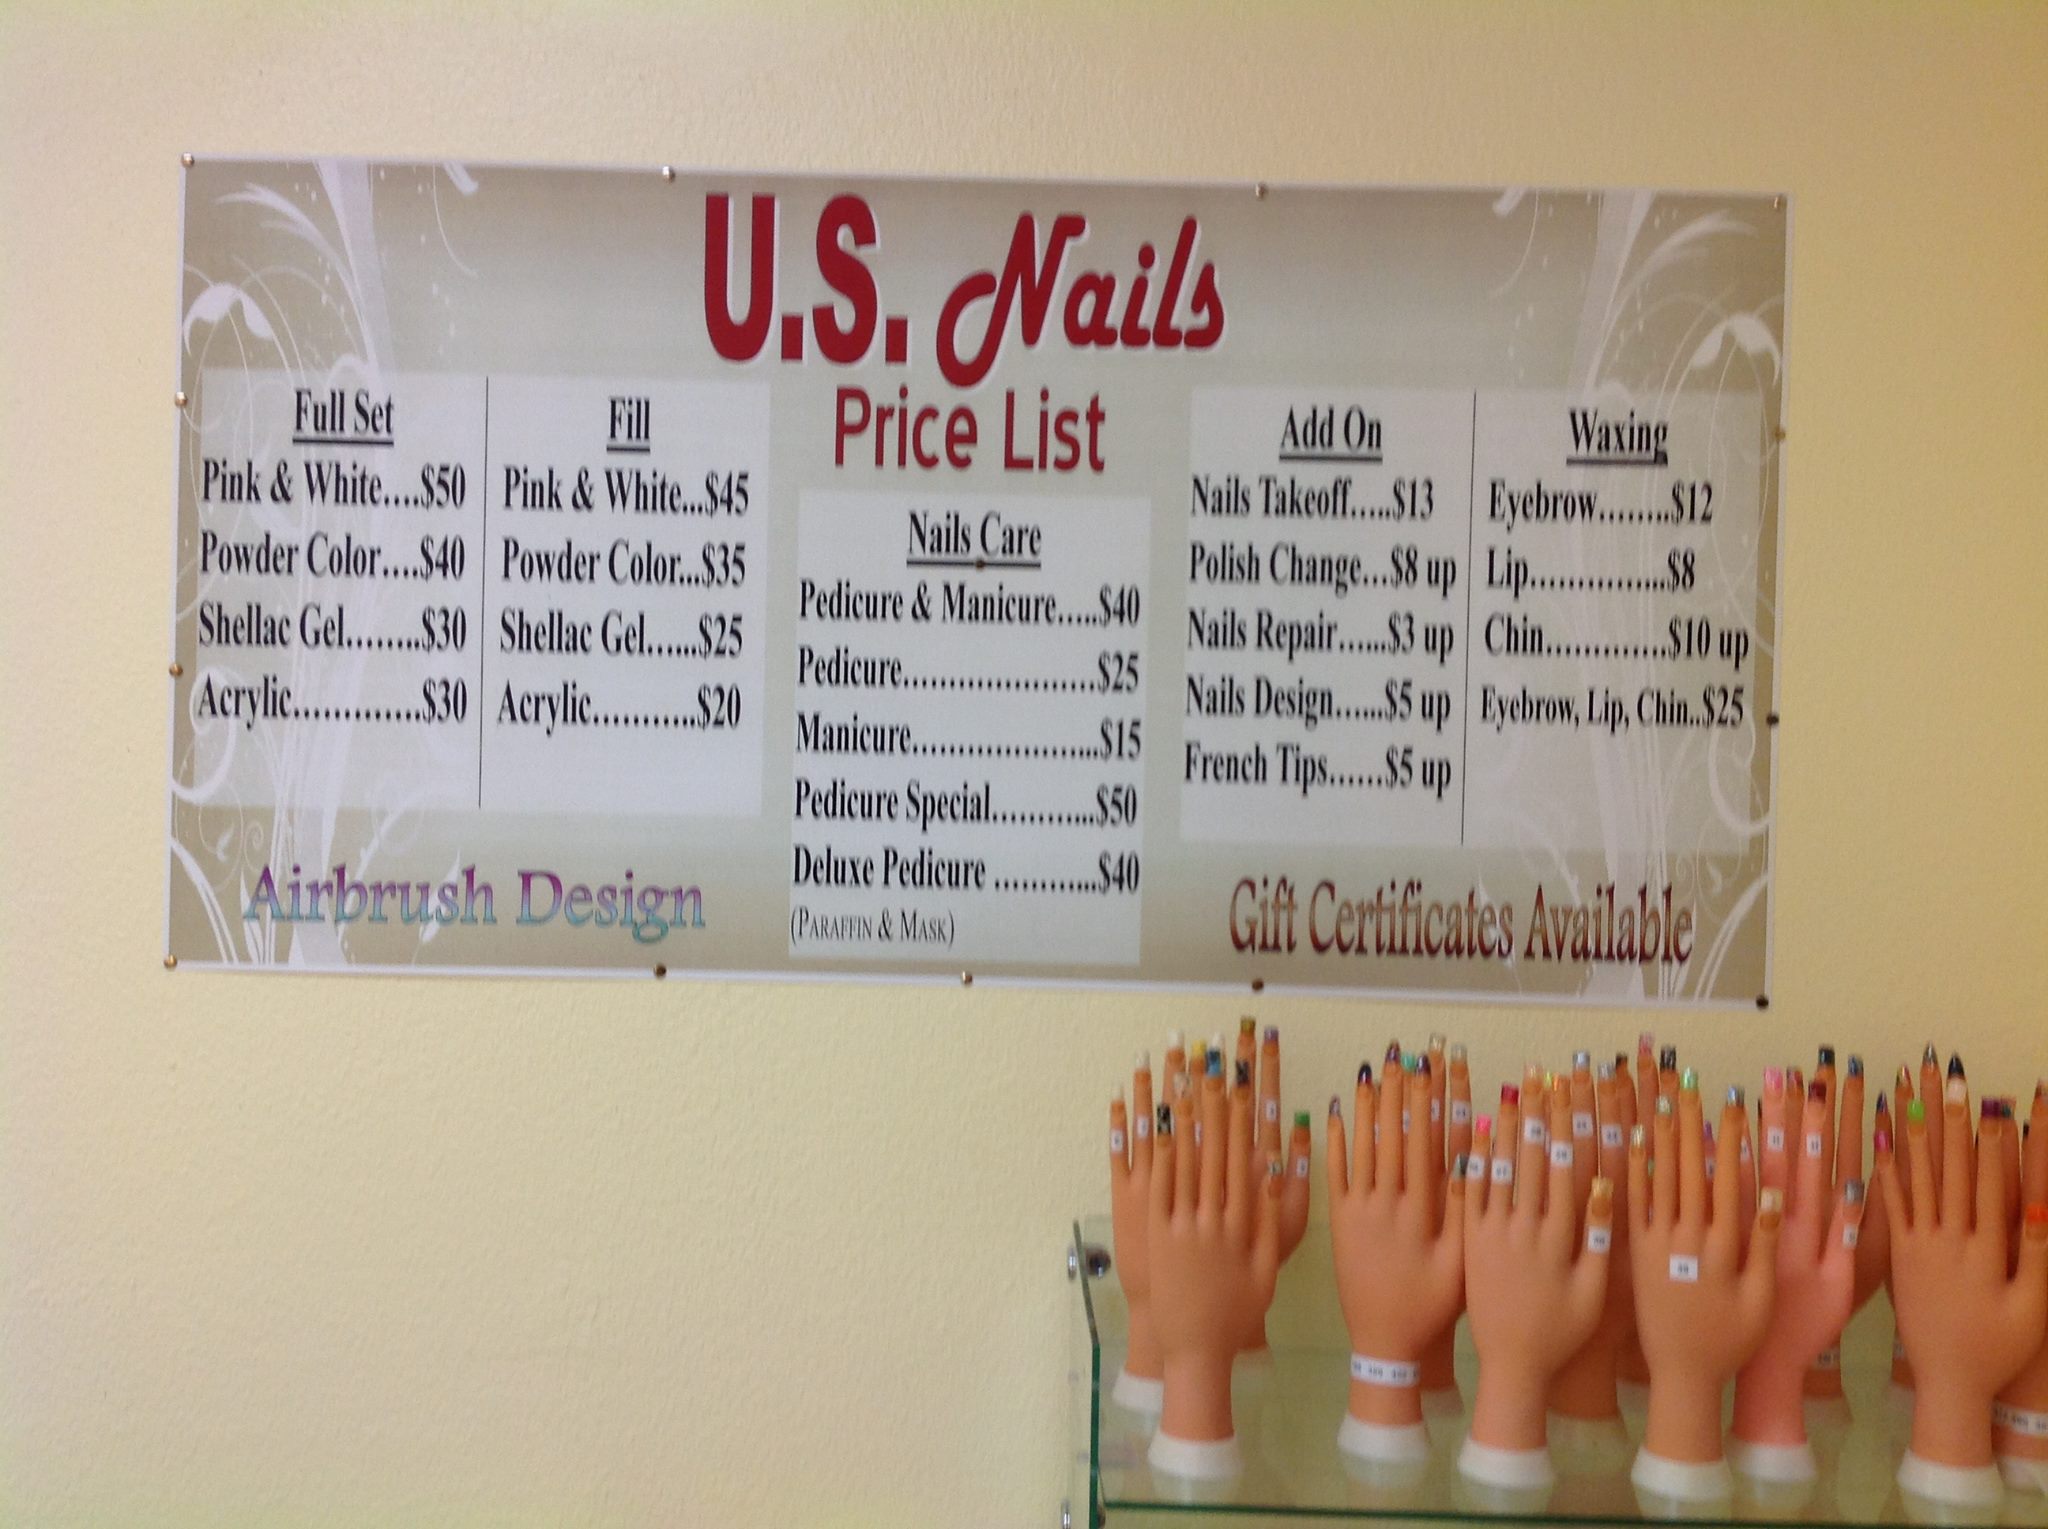 U.S. Nails
Price List
Full Set
Pink & White....$50
Powder Color....$40
Shellac Gel........$30
Acrylic.............$30
Fill
Pink & White...$45
Powder Color...$35
Shellac Gel......$25
Acrylic...........$20
Nails Care
Pedicure & Manicure.....$40
Pedicure.....................$25
Manicure.....................$15
Pedicure Special............$50
Deluxe Pedicure ............$40
(PARAFFIN & MASK)
Add On
Nails Takeoff.....$13
Polish Change...$8 up
Nails Repair......$3 up
Nails Design......$5 up
French Tips......$5 up
Waxing
Eyebrow........$12
Lip...............$8
Chin.............$10 up
Eyebrow, Lip, Chin..$25
Airbrush Design
Gift Certificates Available